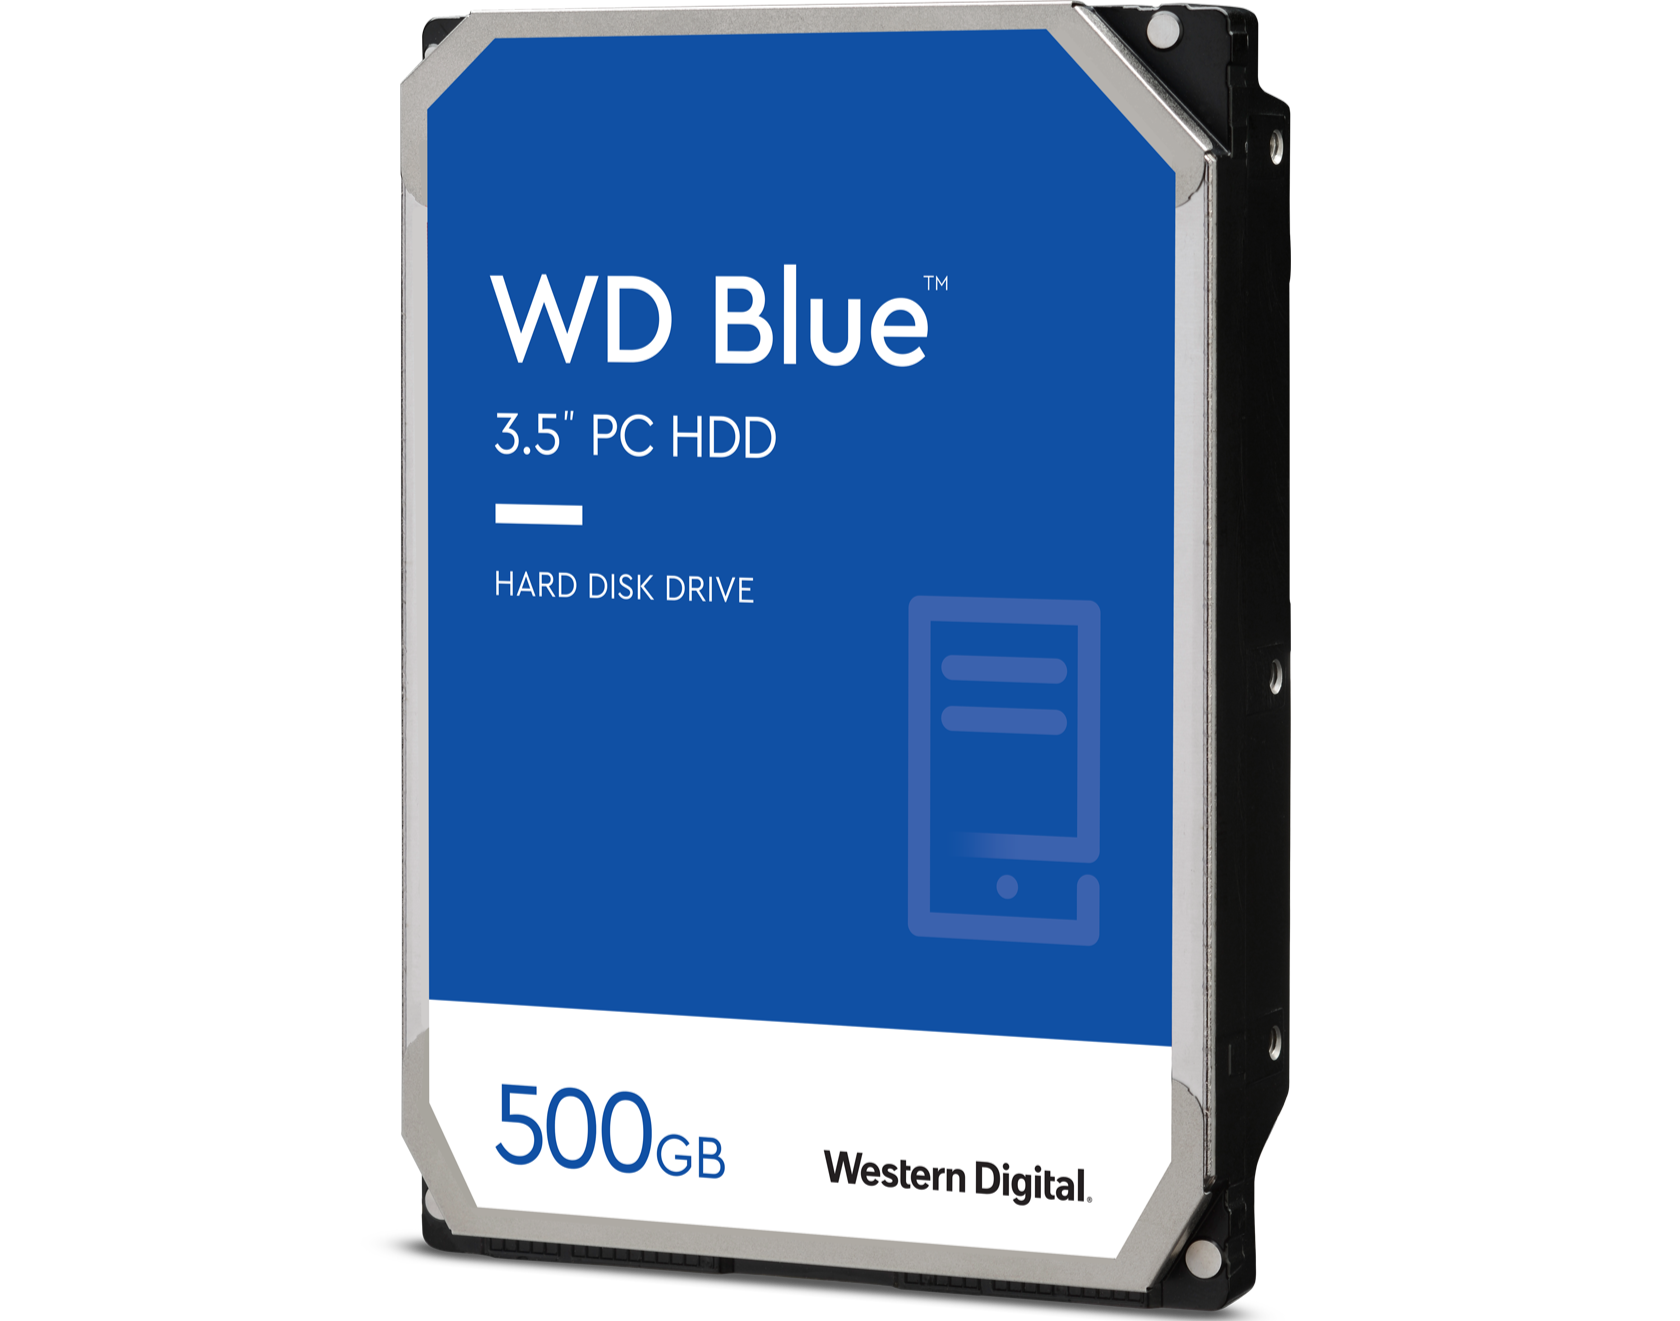 WD Blue™
3.5" PC HDD
HARD DISK DRIVE
500GB
Western Digital®